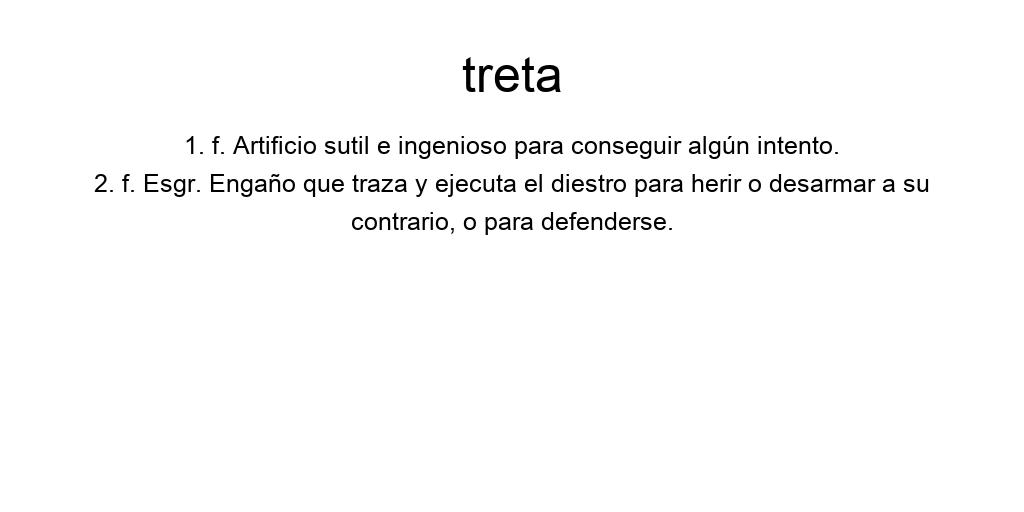 treta
1. f. Artificio sutil e ingenioso para conseguir algún intento.
2. f. Esgr. Engaño que traza y ejecuta el diestro para herir o desarmar a su
contrario, o para defenderse.